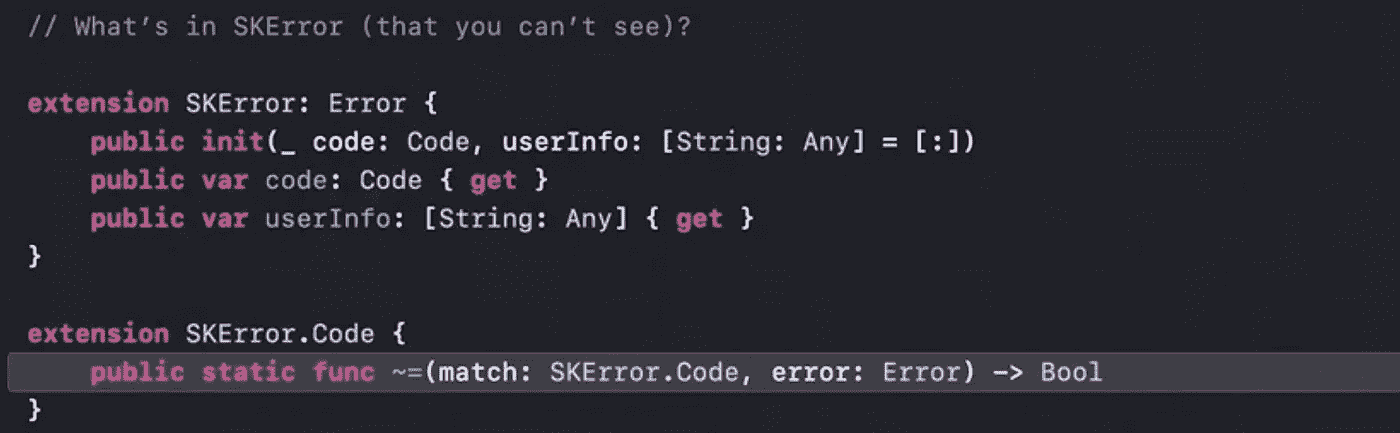 // What’s in SKError (that you can’t see)?
extension SKError: Error {
    public init(_ code: Code, userInfo: [String: Any] = [:])
    public var code: Code { get }
    public var userInfo: [String: Any] { get }
}
extension SKError.Code {
    public static func ~=(match: SKError.Code, error: Error) -> Bool
}